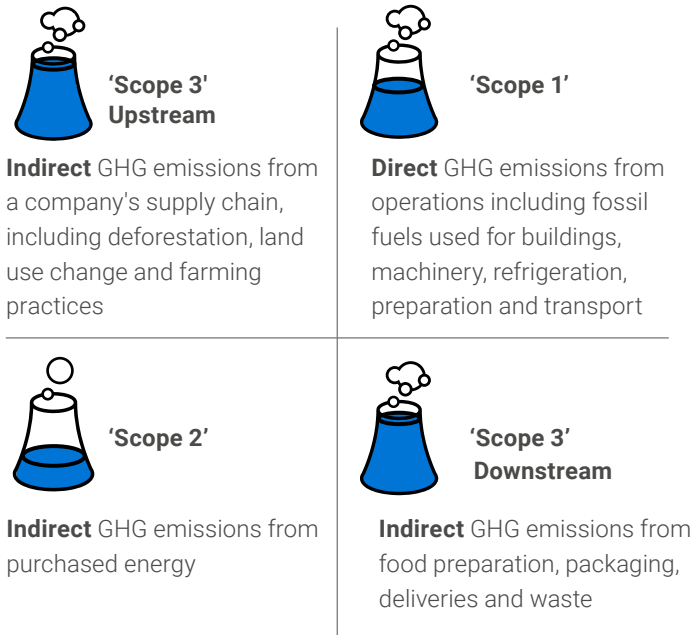 ‘Scope 3'
Upstream
Indirect GHG emissions from
a company's supply chain,
including deforestation, land
use change and farming
practices
‘Scope 1’
Direct GHG emissions from
operations including fossil
fuels used for buildings,
machinery, refrigeration,
preparation and transport
‘Scope 2’
Indirect GHG emissions from
purchased energy
‘Scope 3’
Downstream
Indirect GHG emissions from
food preparation, packaging,
deliveries and waste